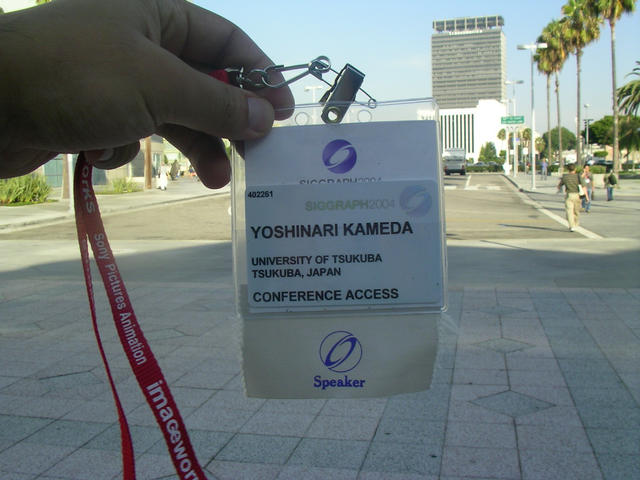 SIGGRAPH2004
402261
SIGGRAPH2004
YOSHINARI KAMEDA
UNIVERSITY OF TSUKUBA
TSUKUBA, JAPAN
CONFERENCE ACCESS
Speaker
Sony Pictures Animation
imagewor